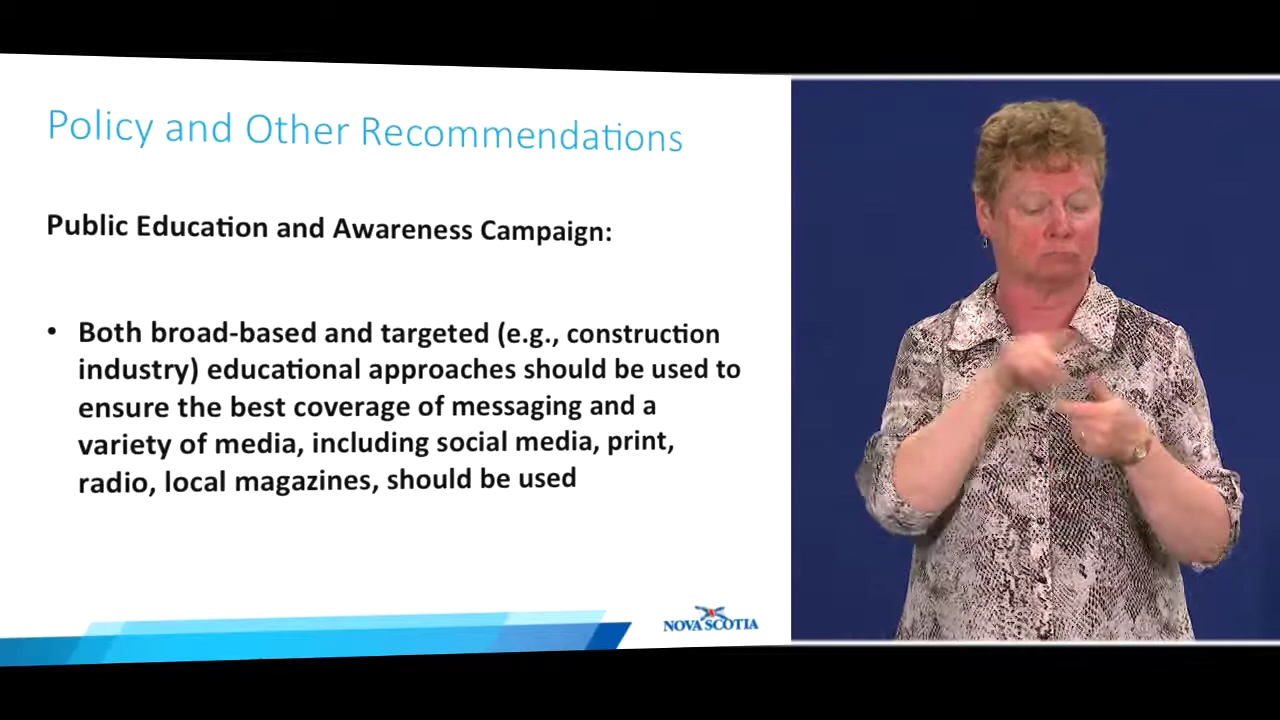 Policy and Other Recommendations
Public Education and Awareness Campaign:
• Both broad-based and targeted (e.g., construction
industry) educational approaches should be used to
ensure the best coverage of messaging and a
variety of media, including social media, print,
radio, local magazines, should be used
NOVA SCOTIA